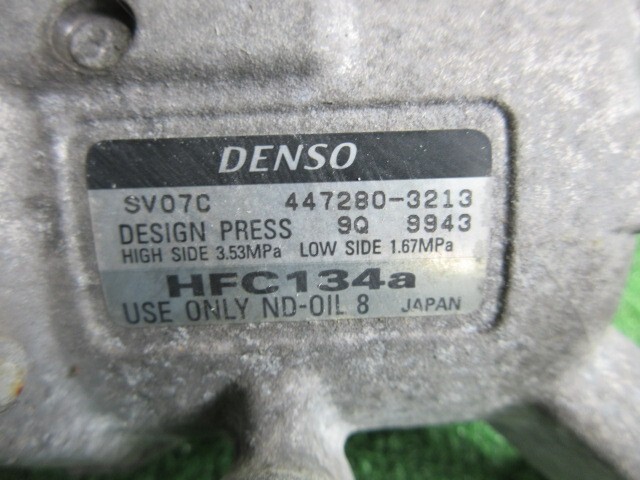 DENSO
SV07C 447280-3213
DESIGN PRESS 9Q 9943
HIGH SIDE 3.53MPa LOW SIDE 1.67MPa
HFC134a
USE ONLY ND-OIL 8 JAPAN